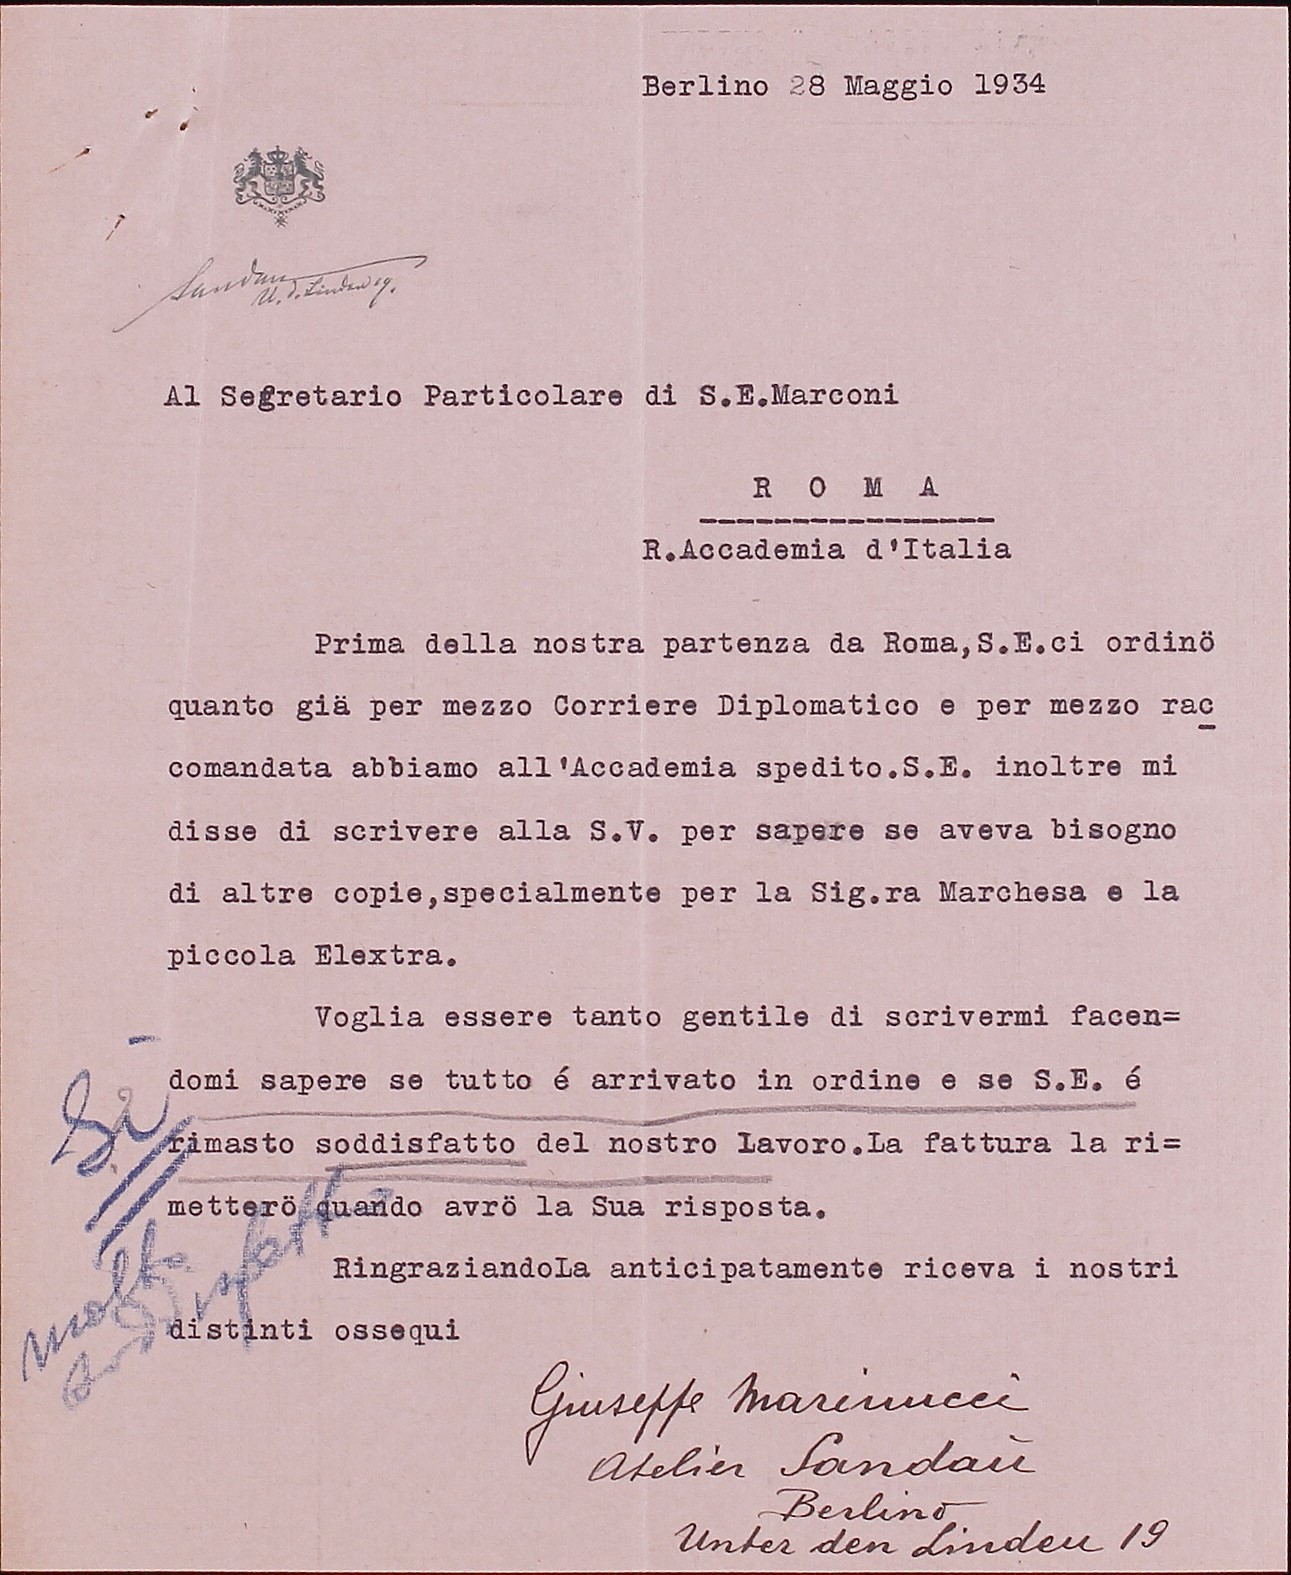 Berlino 28 Maggio 1934
Sandau
U. d. Linden 19.
Al Segretario Particolare di S.E.Marconi
R O M A
R.Accademia d'Italia
Prima della nostra partenza da Roma,S.E.ci ordinö
quanto giä per mezzo Corriere Diplomatico e per mezzo rac
comandata abbiamo all'Accademia spedito.S.E. inoltre mi
disse di scrivere alla S.V. per sapere se aveva bisogno
di altre copie,specialmente per la Sig.ra Marchesa e la
piccola Elextra.
Voglia essere tanto gentile di scrivermi facen=
domi sapere se tutto é arrivato in ordine e se S.E. é
rimasto soddisfatto del nostro Lavoro.La fattura la ri=
metterö quando avrö la Sua risposta.
RingraziandoLa anticipatamente riceva i nostri
distinti ossequi
Sì
molto
soddisfatto
Giuseppe Marinucci
Atelier Sandaŭ
Berlino
Unter den Linden 19